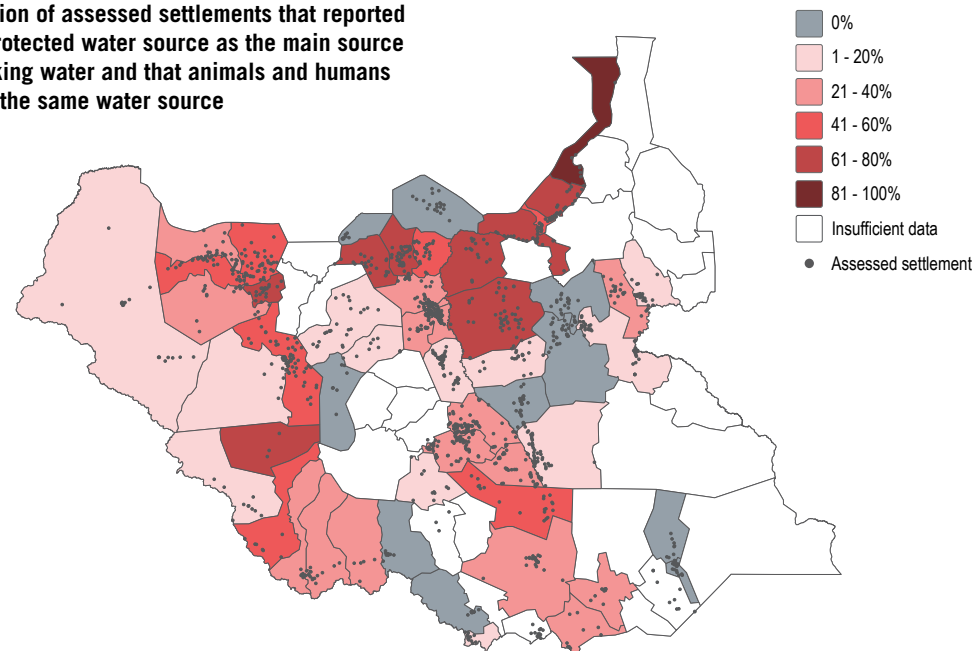 ion of assessed settlements that reported
rotected water source as the main source
king water and that animals and humans
the same water source
0%
1 - 20%
21 - 40%
41 - 60%
61 - 80%
81 - 100%
Insufficient data
Assessed settlement